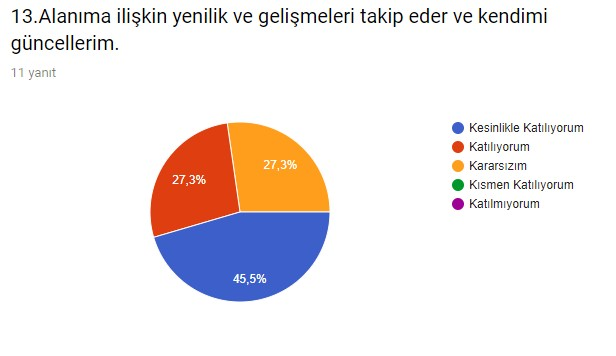 13.Alanıma ilişkin yenilik ve gelişmeleri takip eder ve kendimi
güncellerim.
11 yanıt
27,3%
27,3%
45,5%
Kesinlikle Katılıyorum
Katılıyorum
Kararsızım
Kısmen Katılıyorum
Katılmıyorum